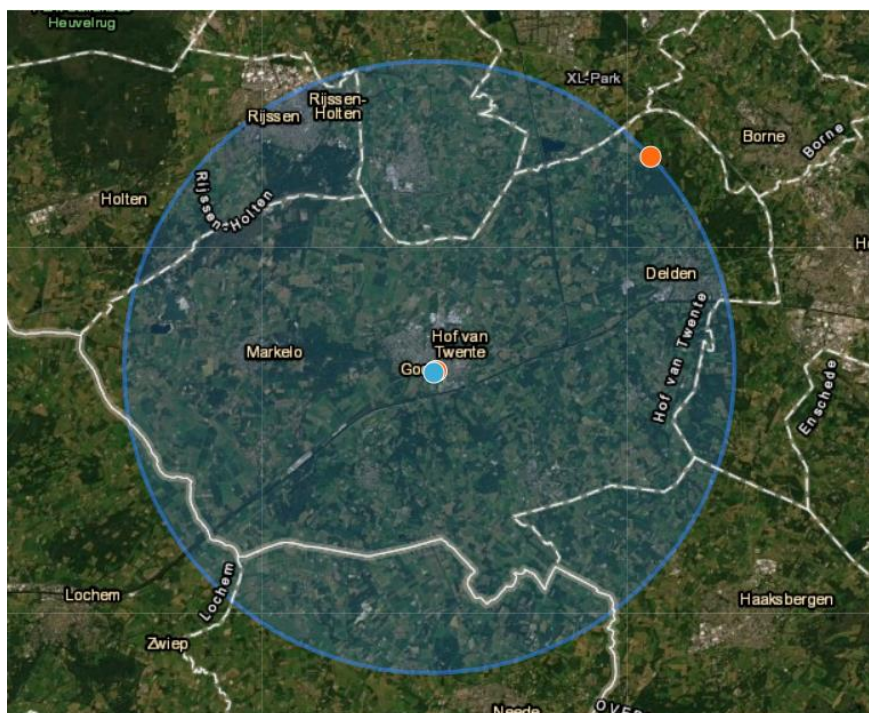 Heuvelrug
XL-Park
Rijssen-
Holten
Rijssen
Borne
Borne
Holten
Rijssen-Holten
Delden
Hof van
Twente
Markelo
Hof van Twente
Enschede
Lochem
Lochem
Haaksbergen
Zwiep
Neede